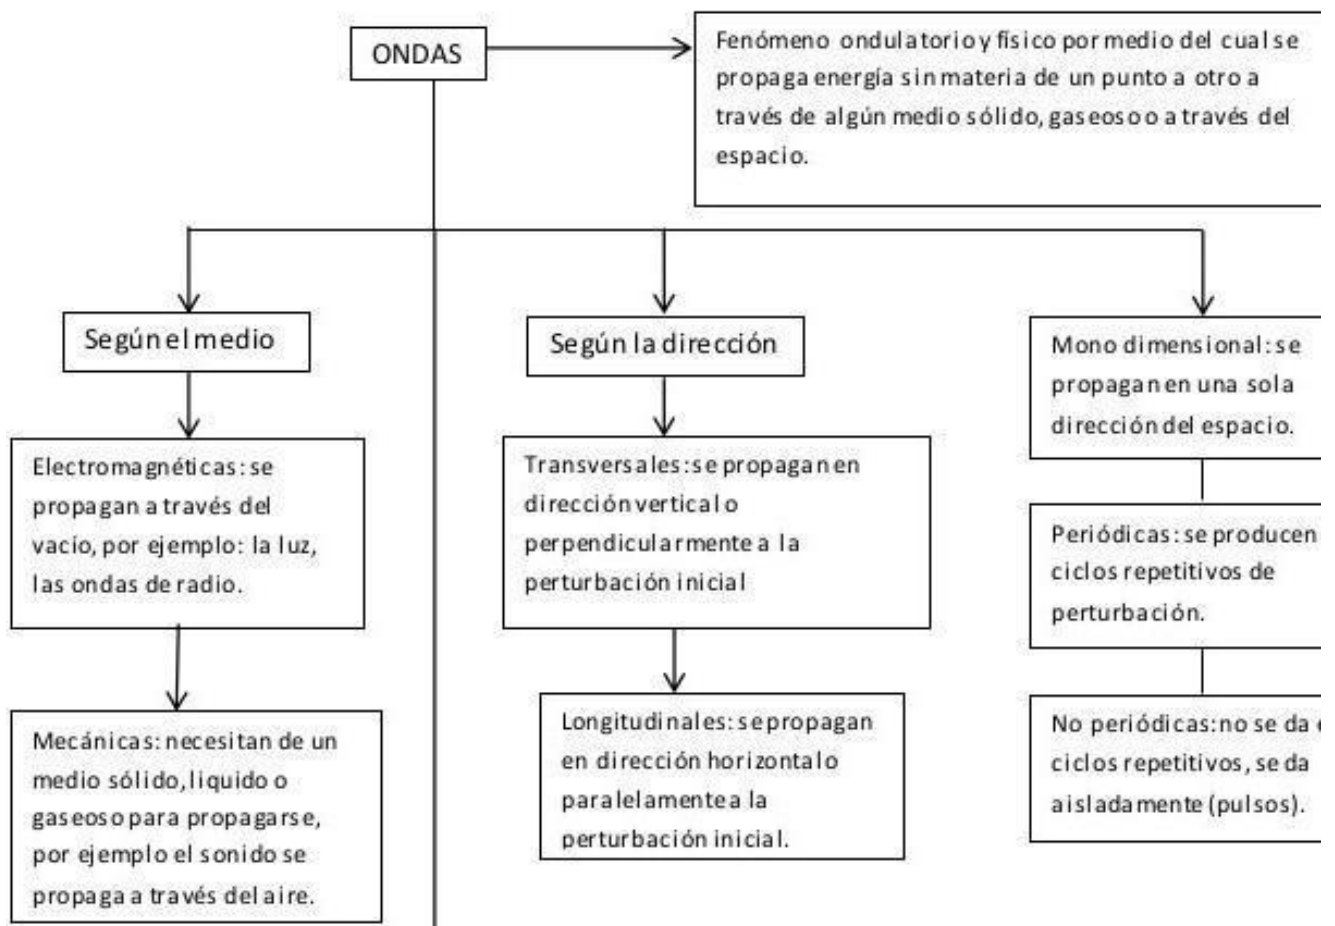 ONDAS
Fenómeno ondulatorio y físico por medio del cual se
propaga energía sin materia de un punto a otro a
través de algún medio sólido, gaseoso o a través del
espacio.
Según el medio
Electromagnéticas: se
propagan a través del
vacío, por ejemplo: la luz,
las ondas de radio.
Mecánicas: necesitan de un
medio sólido, liquido o
gaseoso para propagarse,
por ejemplo el sonido se
propaga a través del aire.
Según la dirección
Transversales: se propagan en
dirección vertical o
perpendicularmente a la
perturbación inicial
Longitudinales: se propagan
en dirección horizontal o
paralelamente a la
perturbación inicial.
Mono dimensional: se
propagan en una sola
dirección del espacio.
Periódicas: se producen
ciclos repetitivos de
perturbación.
No periódicas: no se da
ciclos repetitivos, se da
aisladamente (pulsos).